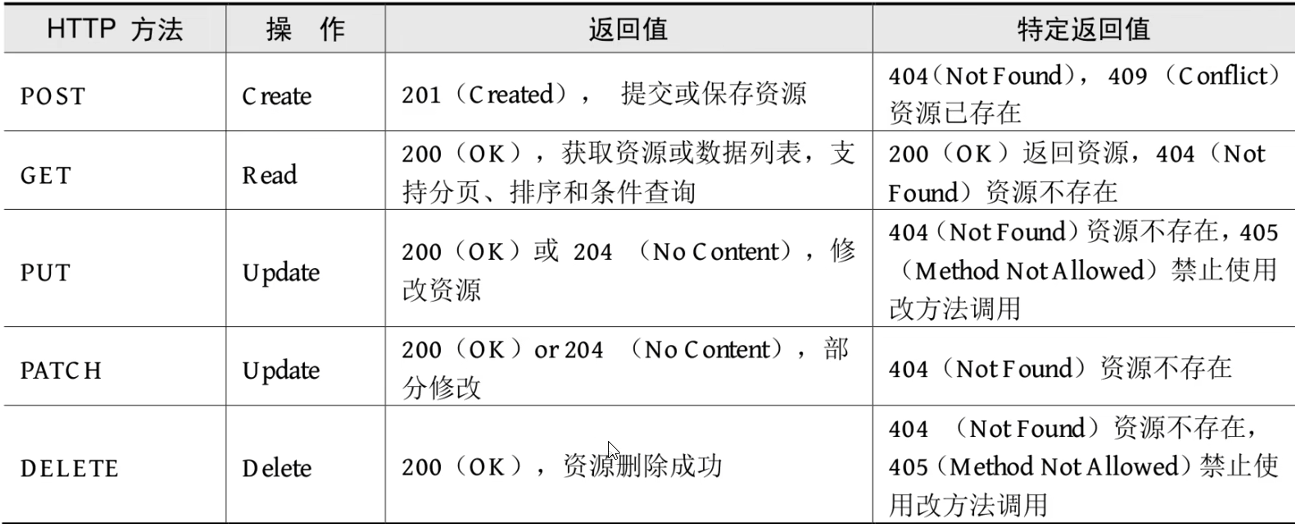 HTTP 方法 操 作 返回值 特定返回值
POST Create 201（Created）， 提交或保存资源 404（Not Found），409（Conflict）
资源已存在
GET Read 200（OK），获取资源或数据列表，支
持分页、排序和条件查询
200（OK）返回资源，404（Not
Found）资源不存在
PUT Update 200（OK）或 204 （No Content），修
改资源
404（Not Found）资源不存在，405
（Method Not Allowed）禁止使用
改方法调用
PATCH Update 200（OK）or 204 （No Content），部
分修改
404（Not Found）资源不存在
DELETE Delete 200（OK），资源删除成功
404 （Not Found）资源不存在，
405（Method Not Allowed）禁止使
用改方法调用